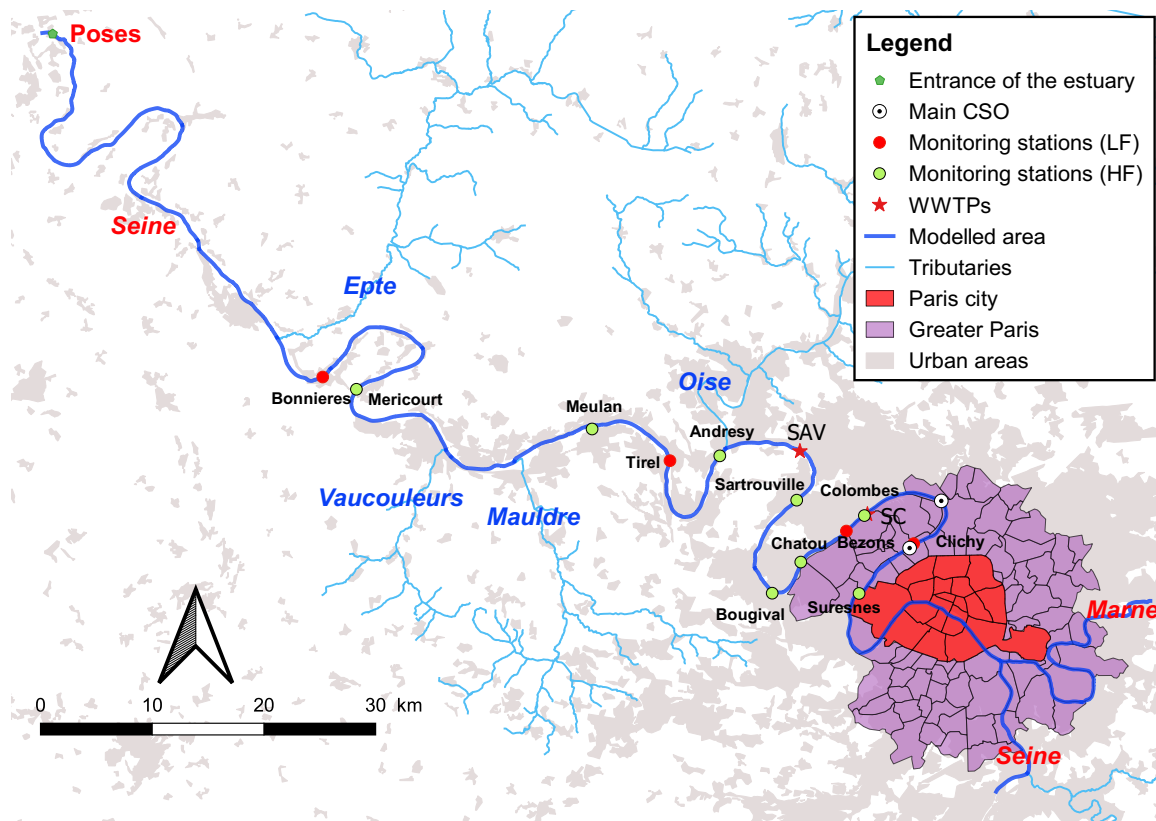 Poses
Legend
Entrance of the estuary
Main CSO
Monitoring stations (LF)
Monitoring stations (HF)
WWTPs
Modelled area
Tributaries
Paris city
Greater Paris
Urban areas
Seine
Epte
Oise
Bonnieres
Mericourt
Meulan
Andresy
SAV
Tirel
Sartrouville
Colombes
Vaucouleurs
Mauldre
SC
Chatou
Bezons
Clichy
Bougival
Suresnes
Marne
0 10 20 30 km
Seine